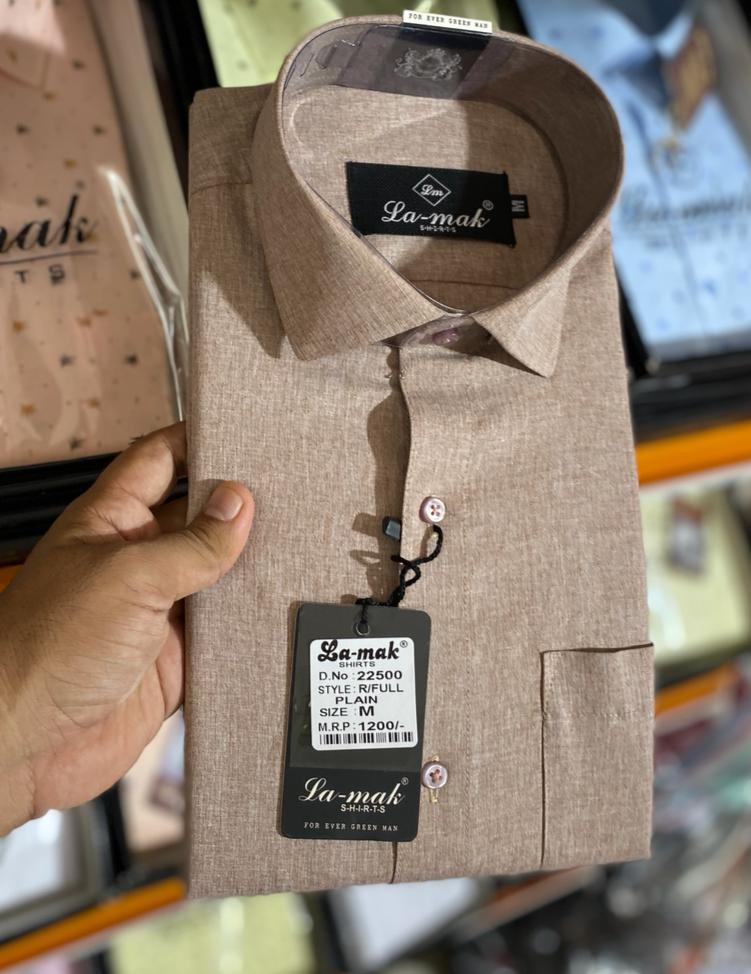 FOR EVER GREEN MAN
Lm
La-mak®
S-H-I-R-T-S
M
La-mak®
SHIRTS
D.No : 22500
STYLE : R/FULL
PLAIN
SIZE : M
M.R.P : 1200/-
La-mak®
S-H-I-R-T-S
FOR EVER GREEN MAN